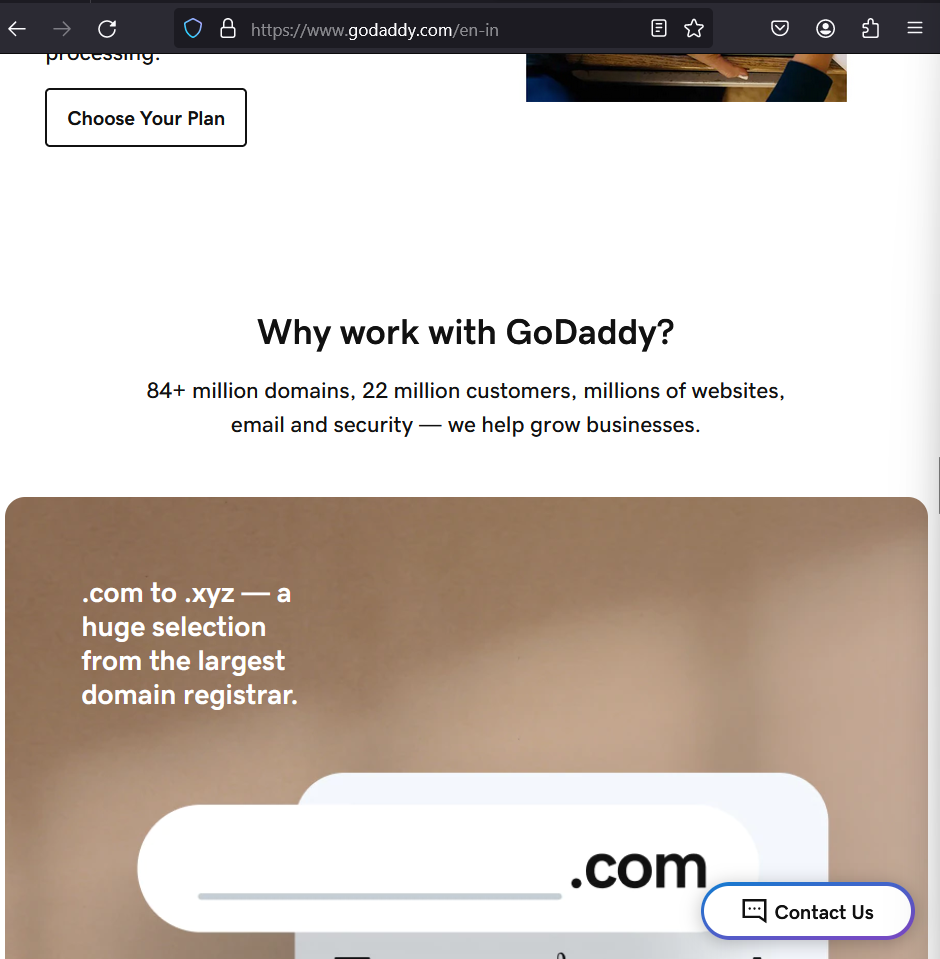 https://www.godaddy.com/en-in
processing.
Choose Your Plan
Why work with GoDaddy?
84+ million domains, 22 million customers, millions of websites,
email and security — we help grow businesses.
.com to .xyz — a
huge selection
from the largest
domain registrar.
.com
Contact Us